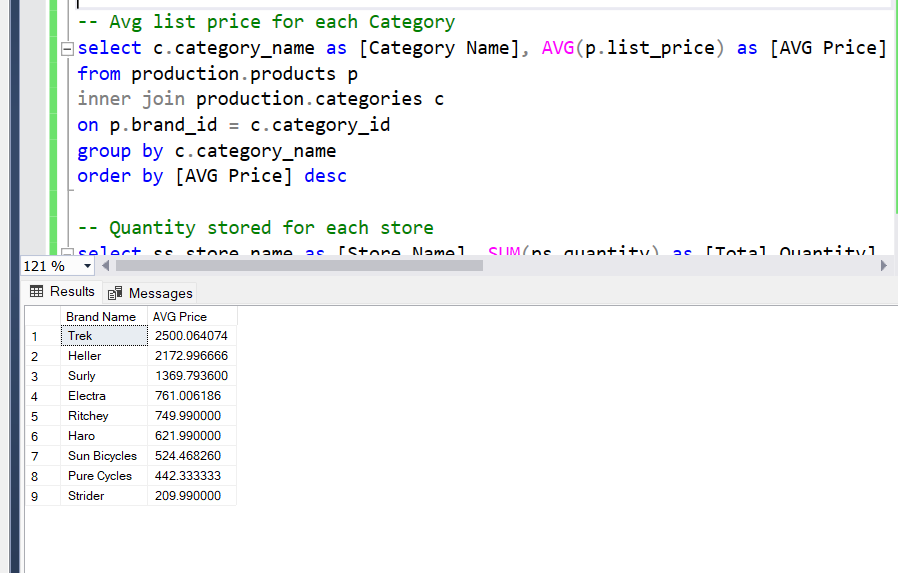 -- Avg list price for each Category
select c.category_name as [Category Name], AVG(p.list_price) as [AVG Price]
from production.products p
inner join production.categories c
on p.brand_id = c.category_id
group by c.category_name
order by [AVG Price] desc
-- Quantity stored for each store
select ss.store_name as [Store Name], SUM(ps.quantity) as [Total Quantity]
121 %
Results Messages
Brand Name AVG Price
1 Trek 2500.064074
2 Heller 2172.996666
3 Surly 1369.793600
4 Electra 761.006186
5 Ritchey 749.990000
6 Haro 621.990000
7 Sun Bicycles 524.468260
8 Pure Cycles 442.333333
9 Strider 209.990000